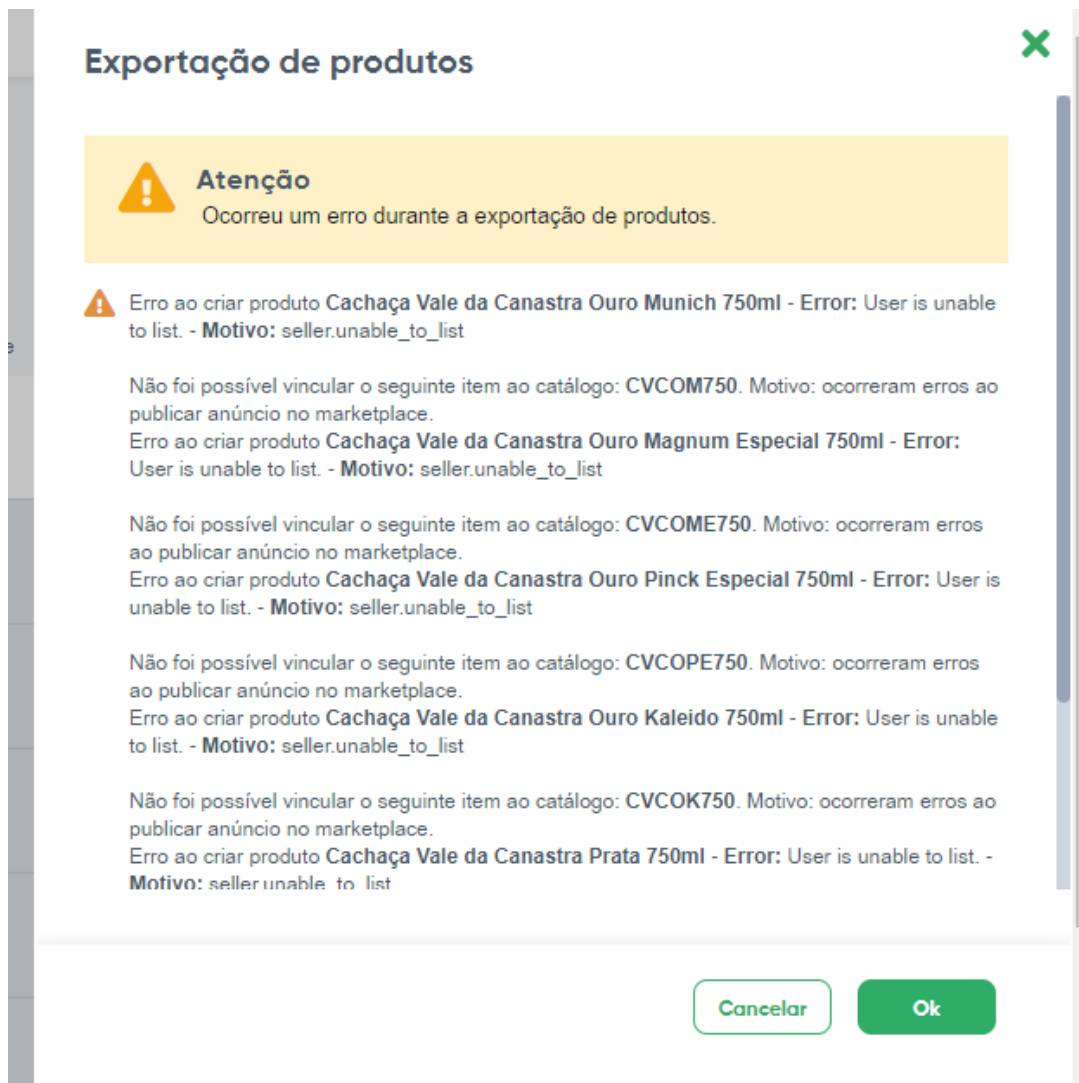 Exportação de produtos
Atenção
Ocorreu um erro durante a exportação de produtos.
Erro ao criar produto Cachaça Vale da Canastra Ouro Munich 750ml - Error: User is unable
to list. - Motivo: seller.unable_to_list
Não foi possível vincular o seguinte item ao catálogo: CVCOM750. Motivo: ocorreram erros ao
publicar anúncio no marketplace.
Erro ao criar produto Cachaça Vale da Canastra Ouro Magnum Especial 750ml - Error:
User is unable to list. - Motivo: seller.unable_to_list
Não foi possível vincular o seguinte item ao catálogo: CVCOME750. Motivo: ocorreram erros
ao publicar anúncio no marketplace.
Erro ao criar produto Cachaça Vale da Canastra Ouro Pinck Especial 750ml - Error: User is
unable to list. - Motivo: seller.unable_to_list
Não foi possível vincular o seguinte item ao catálogo: CVCOPE750. Motivo: ocorreram erros
ao publicar anúncio no marketplace.
Erro ao criar produto Cachaça Vale da Canastra Ouro Kaleido 750ml - Error: User is unable
to list. - Motivo: seller.unable_to_list
Não foi possível vincular o seguinte item ao catálogo: CVCOK750. Motivo: ocorreram erros ao
publicar anúncio no marketplace.
Erro ao criar produto Cachaça Vale da Canastra Prata 750ml - Error: User is unable to list. -
Motivo: seller.unable_to_list
Cancelar
Ok